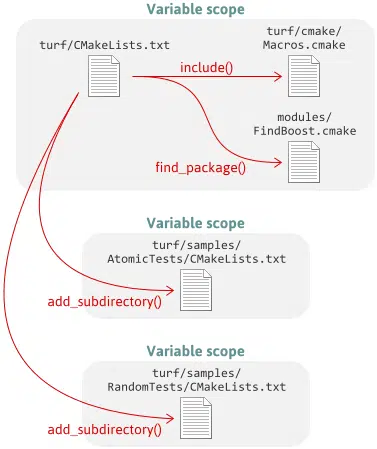 Variable scope
turf/CMakeLists.txt
turf/cmake/
Macros.cmake
include()
modules/
FindBoost.cmake
find_package()
Variable scope
turf/samples/
AtomicTests/CMakeLists.txt
add_subdirectory()
Variable scope
turf/samples/
RandomTests/CMakeLists.txt
add_subdirectory()